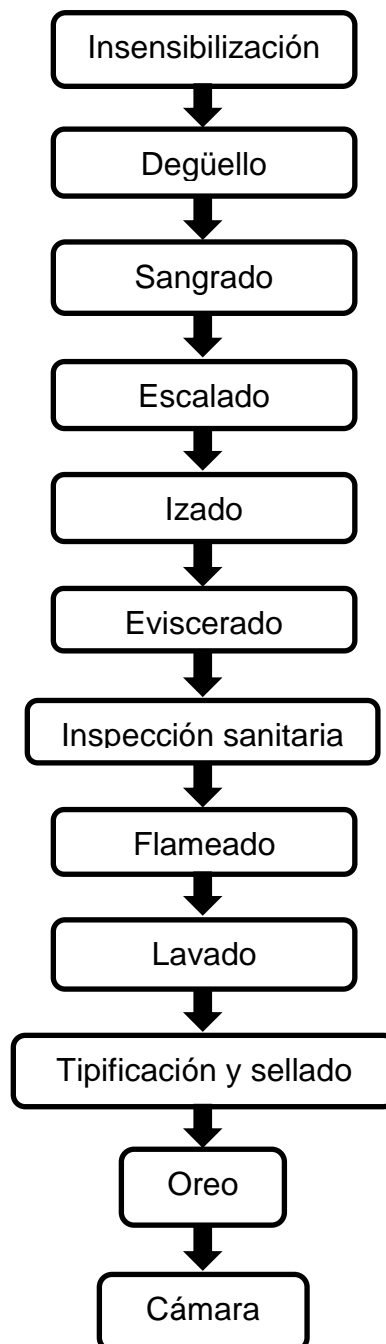 Insensibilización
Degüello
Sangrado
Escalado
Izado
Eviscerado
Inspección sanitaria
Flameado
Lavado
Tipificación y sellado
Oreo
Cámara